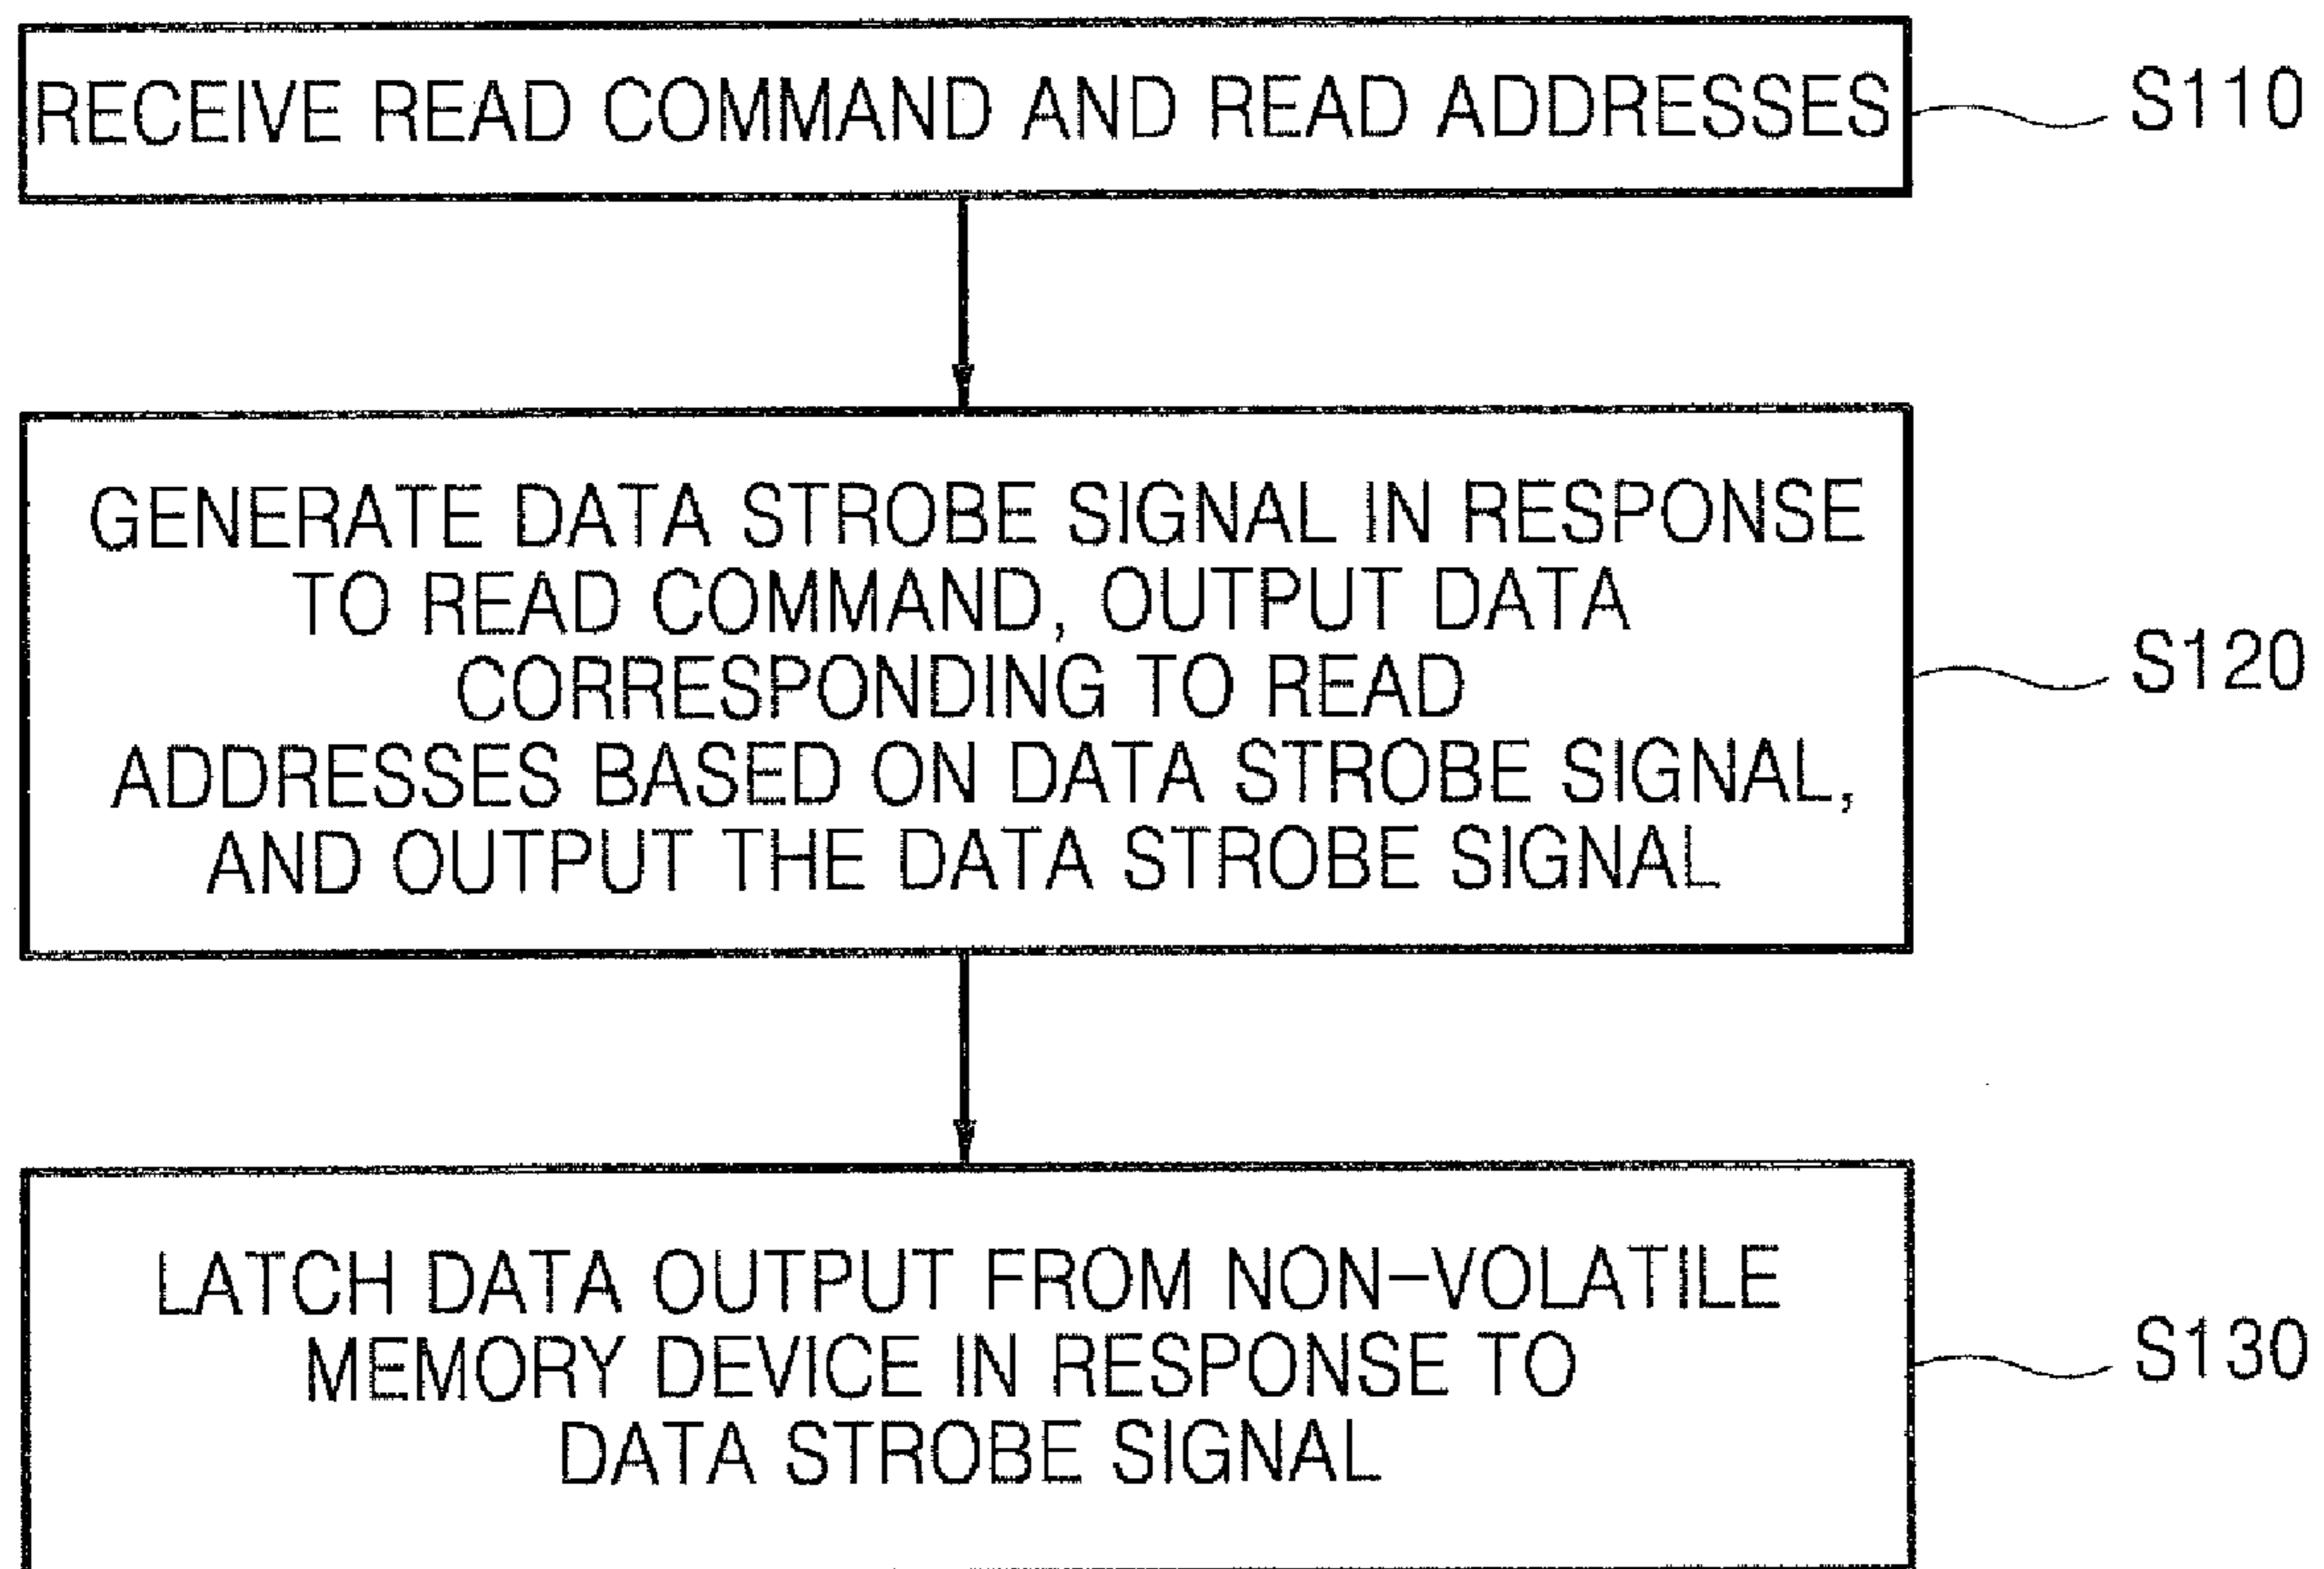 RECEIVE READ COMMAND AND READ ADDRESSES
S110
GENERATE DATA STROBE SIGNAL IN RESPONSE
TO READ COMMAND, OUTPUT DATA
CORRESPONDING TO READ
ADDRESSES BASED ON DATA STROBE SIGNAL,
AND OUTPUT THE DATA STROBE SIGNAL
S120
LATCH DATA OUTPUT FROM NON-VOLATILE
MEMORY DEVICE IN RESPONSE TO
DATA STROBE SIGNAL
S130